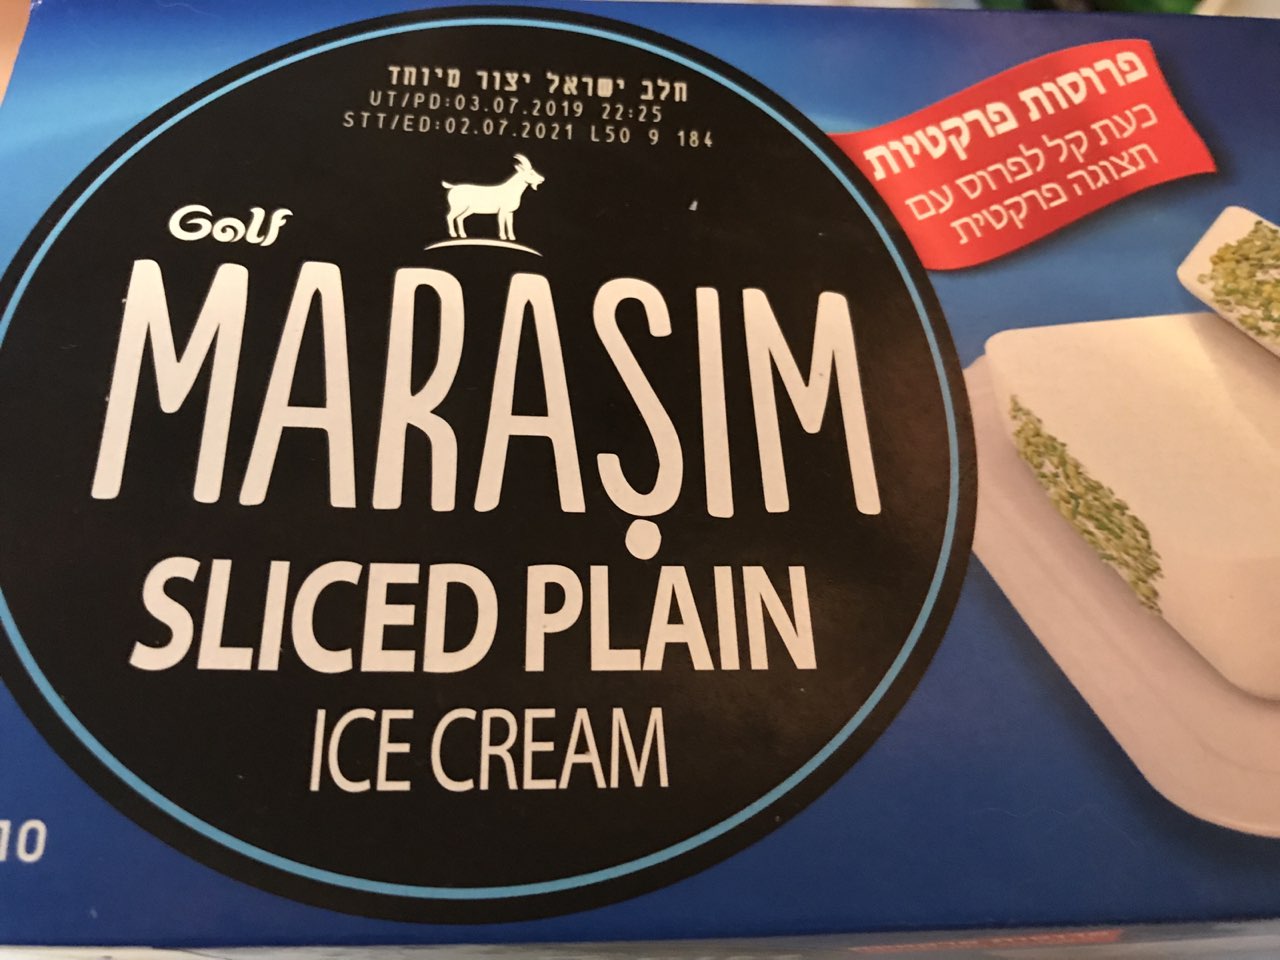 חלב ישראל יצור מיוחד
UT/PD:03.07.2019 22:25
STT/ED:02.07.2021 L50 9 184
Golf
MARAŞIM
SLICED PLAIN
ICE CREAM
פרוסות פרקטיות
כעת קל לפרוס עם
תצוגה פרקטית
10